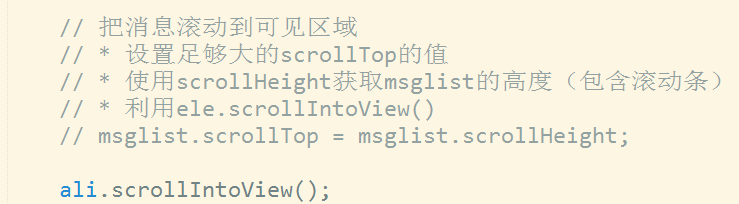 // 把消息滚动到可见区域
// * 设置足够大的scrollTop的值
// * 使用scrollHeight获取msglist的高度（包含滚动条）
// * 利用ele.scrollIntoView()
// msglist.scrollTop = msglist.scrollHeight;
ali.scrollIntoView();